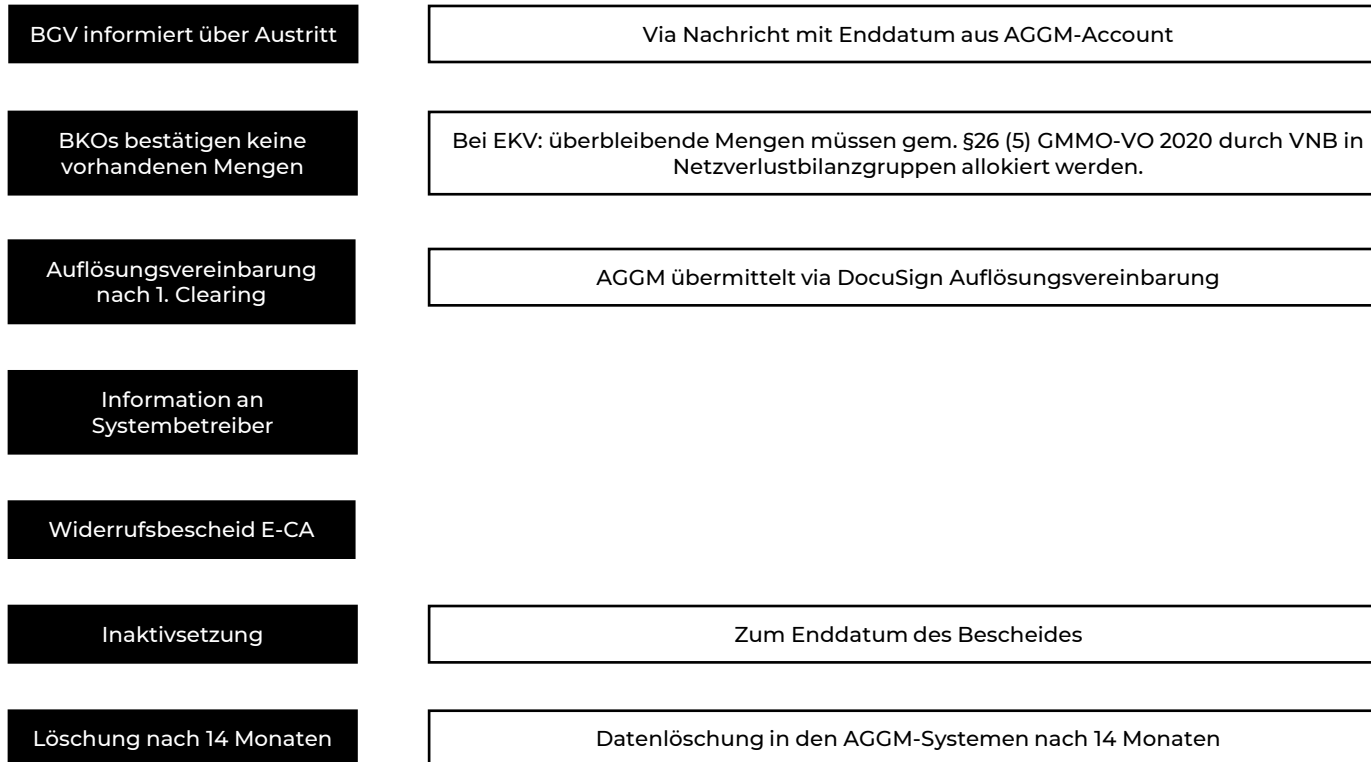 BGV informiert über Austritt
Via Nachricht mit Enddatum aus AGGM-Account
BKOs bestätigen keine
vorhandenen Mengen
Bei EKV: überbleibende Mengen müssen gem. §26 (5) GMMO-VO 2020 durch VNB in
Netzverlustbilanzgruppen allokiert werden.
Auflösungsvereinbarung
nach 1. Clearing
AGGM übermittelt via DocuSign Auflösungsvereinbarung
Information an
Systembetreiber
Widerrufsbescheid E-CA
Inaktivsetzung
Zum Enddatum des Bescheides
Löschung nach 14 Monaten
Datenlöschung in den AGGM-Systemen nach 14 Monaten